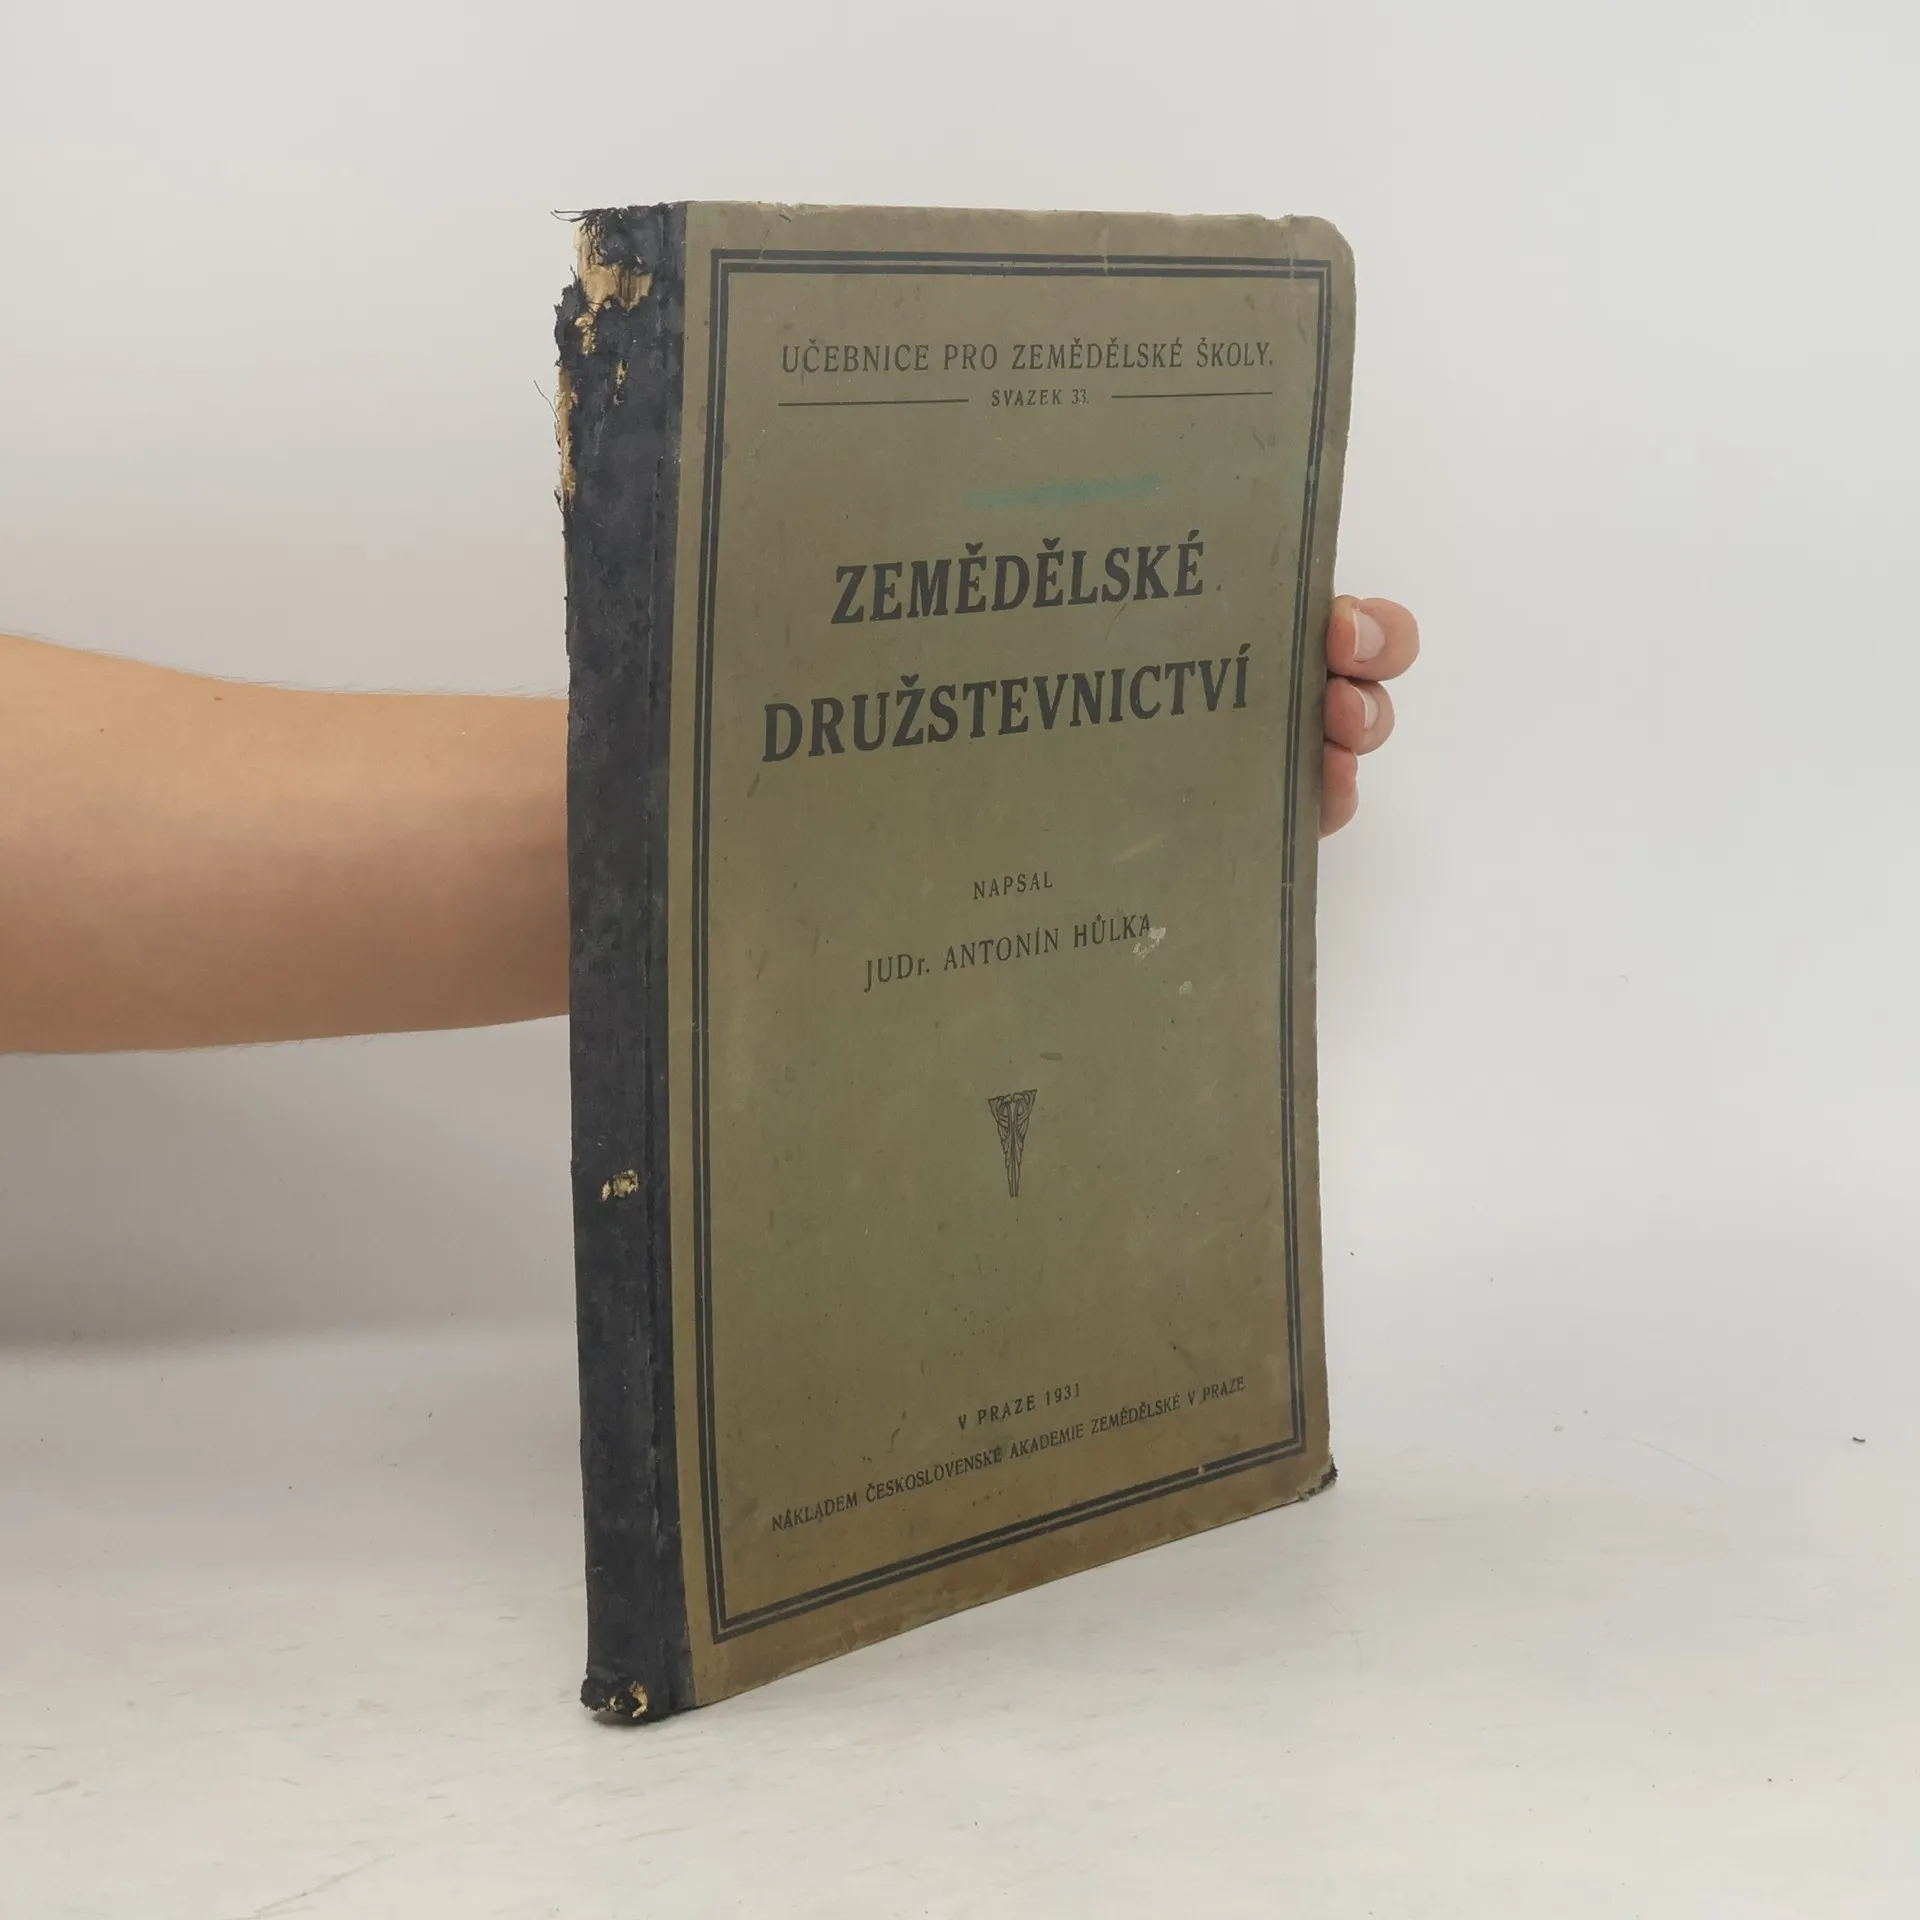 UČEBNICE PRO ZEMĚDĚLSKÉ ŠKOLY.
SVAZEK 33.
ZEMĚDĚLSKÉ
DRUŽSTEVNICTVÍ
NAPSAL
JUDr. ANTONÍN HŮLKA
V PRAZE 1931
NÁKLADEM ČESKOSLOVENSKÉ AKADEMIE ZEMĚDĚLSKÉ V PRAZE